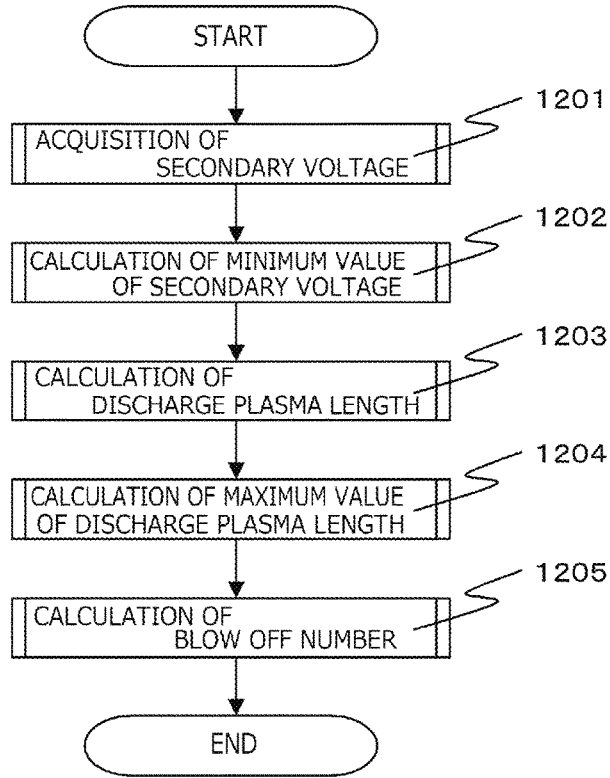 START
1201
ACQUISITION OF
SECONDARY VOLTAGE
1202
CALCULATION OF MINIMUM VALUE
OF SECONDARY VOLTAGE
1203
CALCULATION OF
DISCHARGE PLASMA LENGTH
1204
CALCULATION OF MAXIMUM VALUE
OF DISCHARGE PLASMA LENGTH
1205
CALCULATION OF
BLOW OFF NUMBER
END